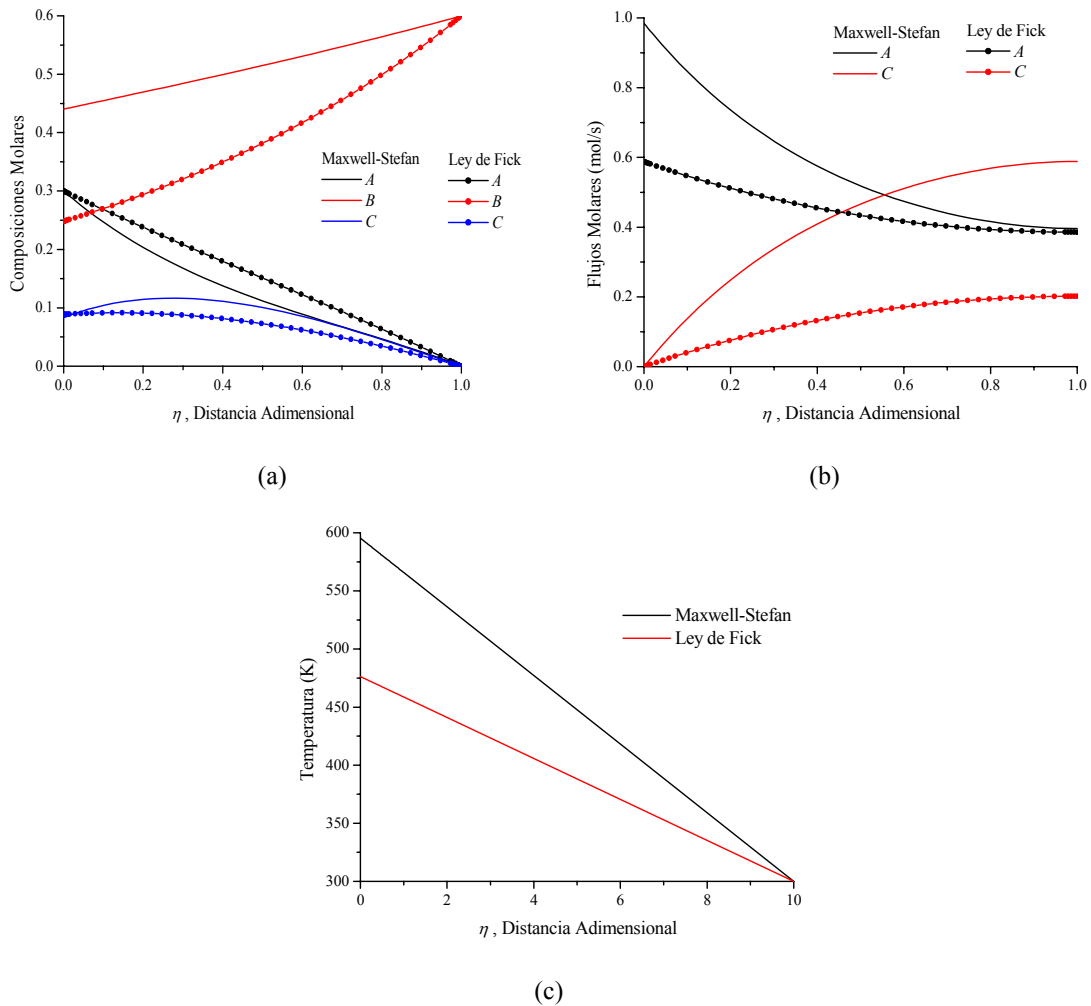 0.6
0.5
0.4
0.3
0.2
0.1
0.0
Composiciones Molares
Maxwell-Stefan Ley de Fick
A A
B B
C C
0.0 0.2 0.4 0.6 0.8 1.0
η , Distancia Adimensional
(a)
1.0
0.8
0.6
0.4
0.2
0.0
Flujos Molares (mol/s)
Maxwell-Stefan Ley de Fick
A A
C C
0.0 0.2 0.4 0.6 0.8 1.0
η , Distancia Adimensional
(b)
600
550
500
450
400
350
300
Temperatura (K)
Maxwell-Stefan
Ley de Fick
0 2 4 6 8 10
η , Distancia Adimensional
(c)